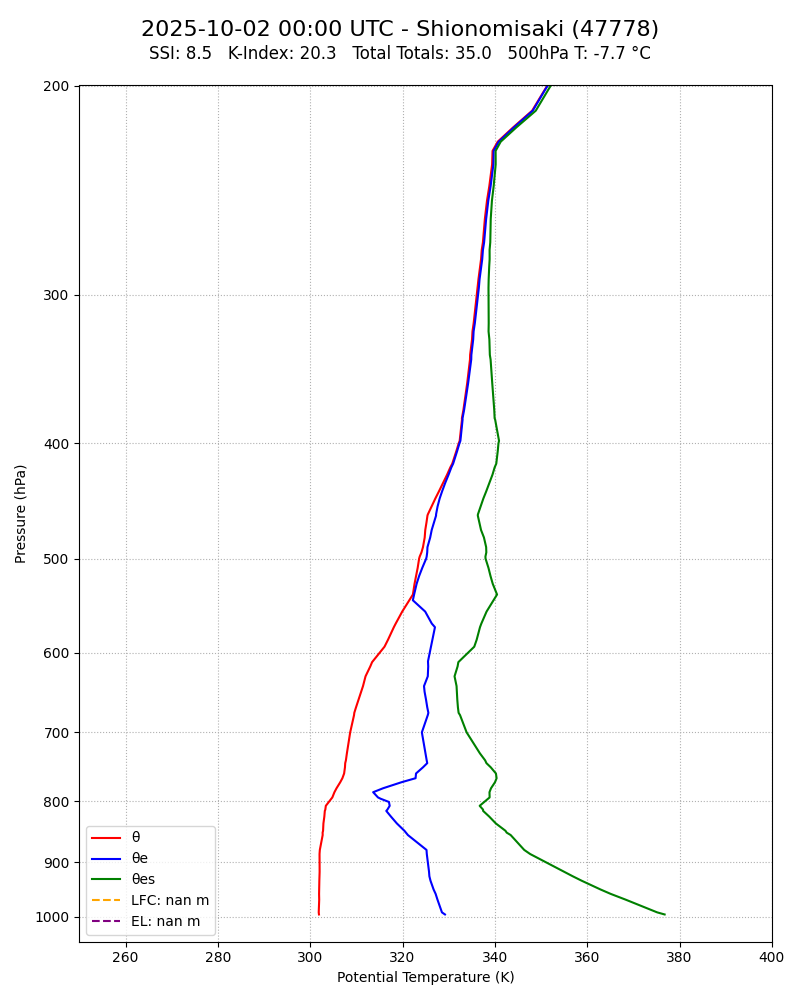 2025-10-02 00:00 UTC - Shionomisaki (47778)
SSI: 8.5   K-Index: 20.3   Total Totals: 35.0   500hPa T: -7.7 °C
200
300
400
500
600
700
800
900
1000
Pressure (hPa)
θ
θe
θes
LFC: nan m
EL: nan m
260 280 300 320 340 360 380 400
Potential Temperature (K)